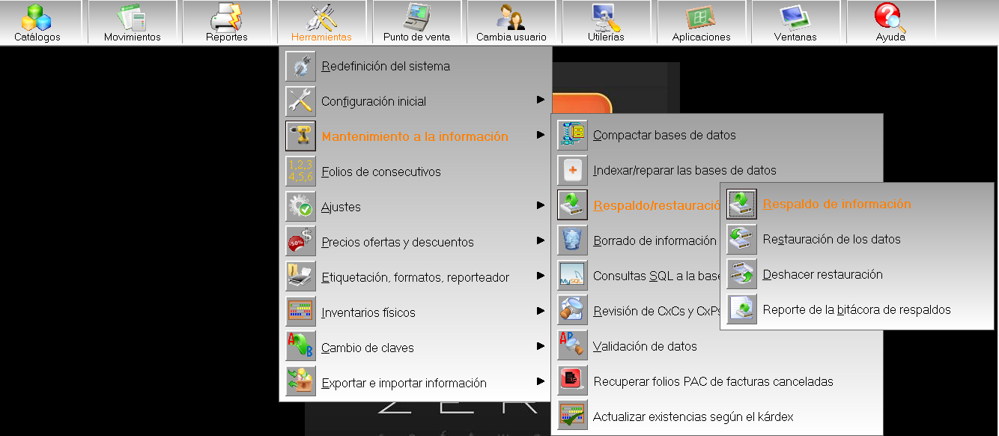 Catálogos
Movimientos
Reportes
Herramientas
Punto de venta
Cambia usuario
Utilerías
Aplicaciones
Ventanas
Ayuda
Redefinición del sistema
Configuración inicial
Mantenimiento a la información
1,2,3
4,5,6
Folios de consecutivos
Ajustes
$
-50%
Precios ofertas y descuentos
Etiquetación, formatos, reporteador
Inventarios físicos
A
B
Cambio de claves
Exportar e importar información
Compactar bases de datos
Indexar/reparar las bases de datos
Respaldo/restauració
Borrado de información
MySQL
Consultas SQL a la base
Revisión de CxCs y CxPs
Validación de datos
Recuperar folios PAC de facturas canceladas
Actualizar existencias según el kárdex
Respaldo de información
Restauración de los datos
Deshacer restauración
Reporte de la bitácora de respaldos
Z E R